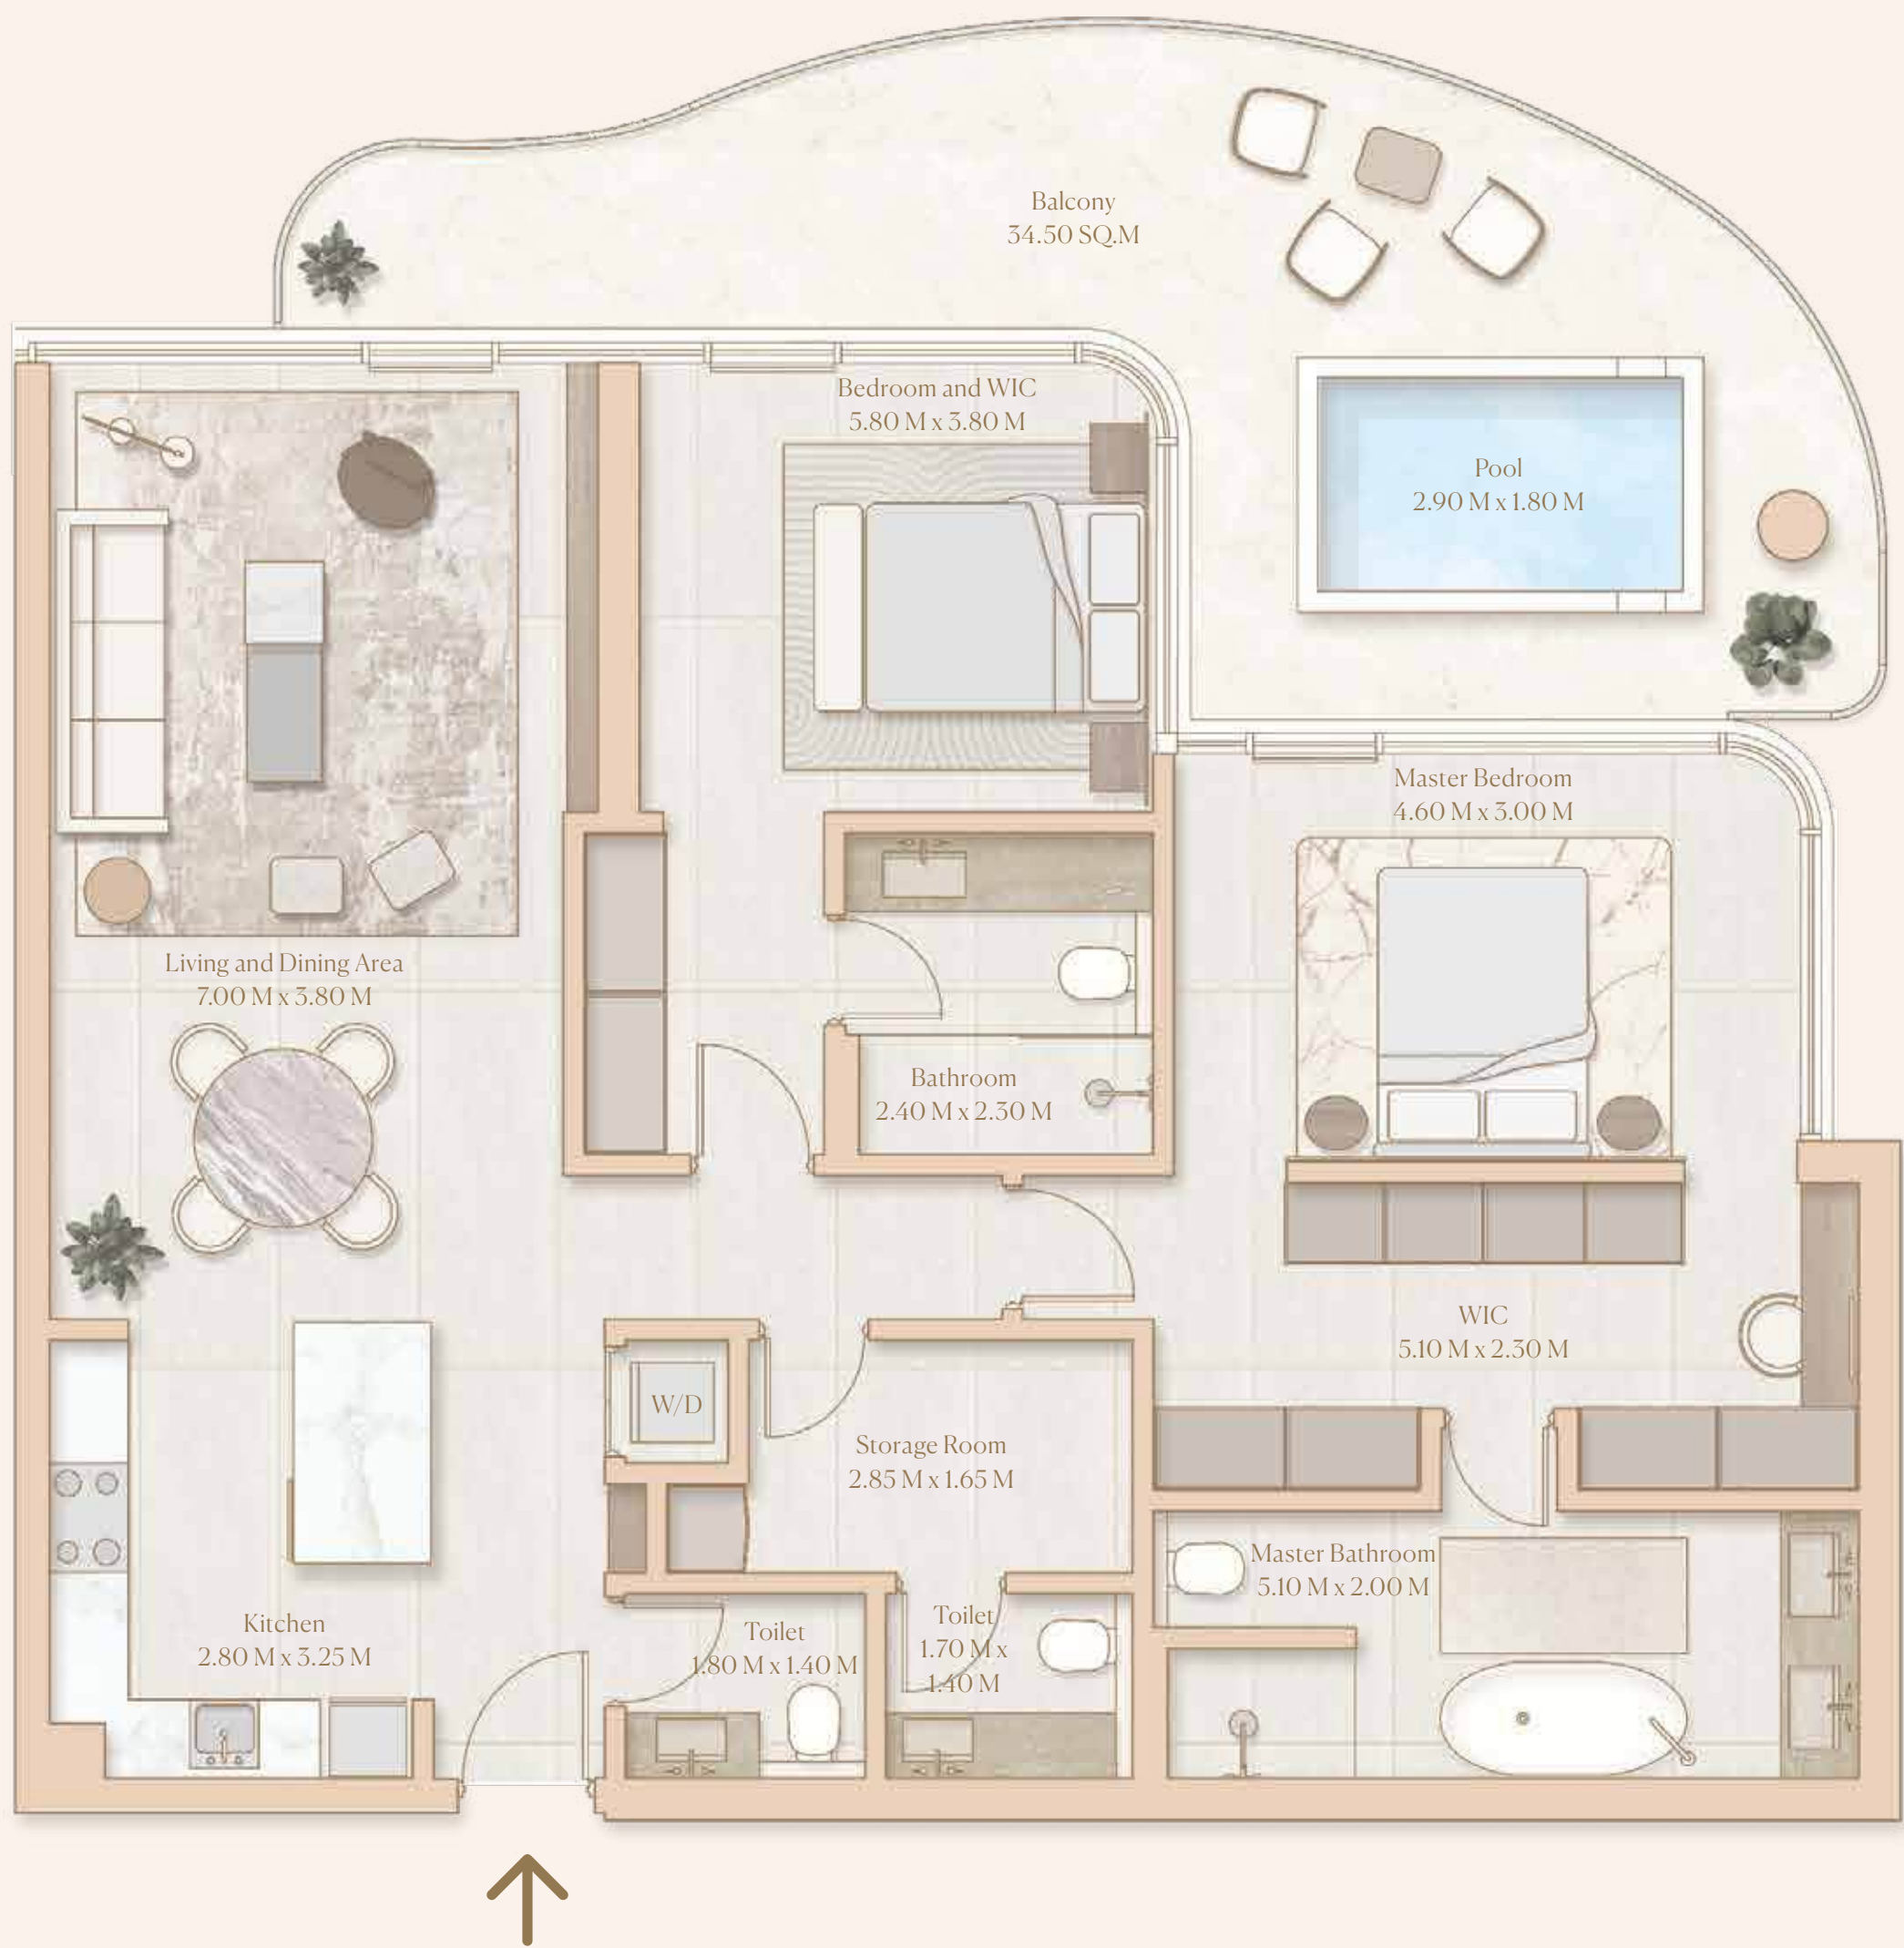 Balcony
34.50 SQ.M
Bedroom and WIC
5.80 M x 3.80 M
Pool
2.90 M x 1.80 M
Master Bedroom
4.60 M x 3.00 M
Living and Dining Area
7.00 M x 3.80 M
Bathroom
2.40 M x 2.30 M
WIC
5.10 M x 2.30 M
W/D
Storage Room
2.85 M x 1.65 M
Master Bathroom
5.10 M x 2.00 M
Kitchen
2.80 M x 3.25 M
Toilet
1.80 M x 1.40 M
Toilet
1.70 M x
1.40 M